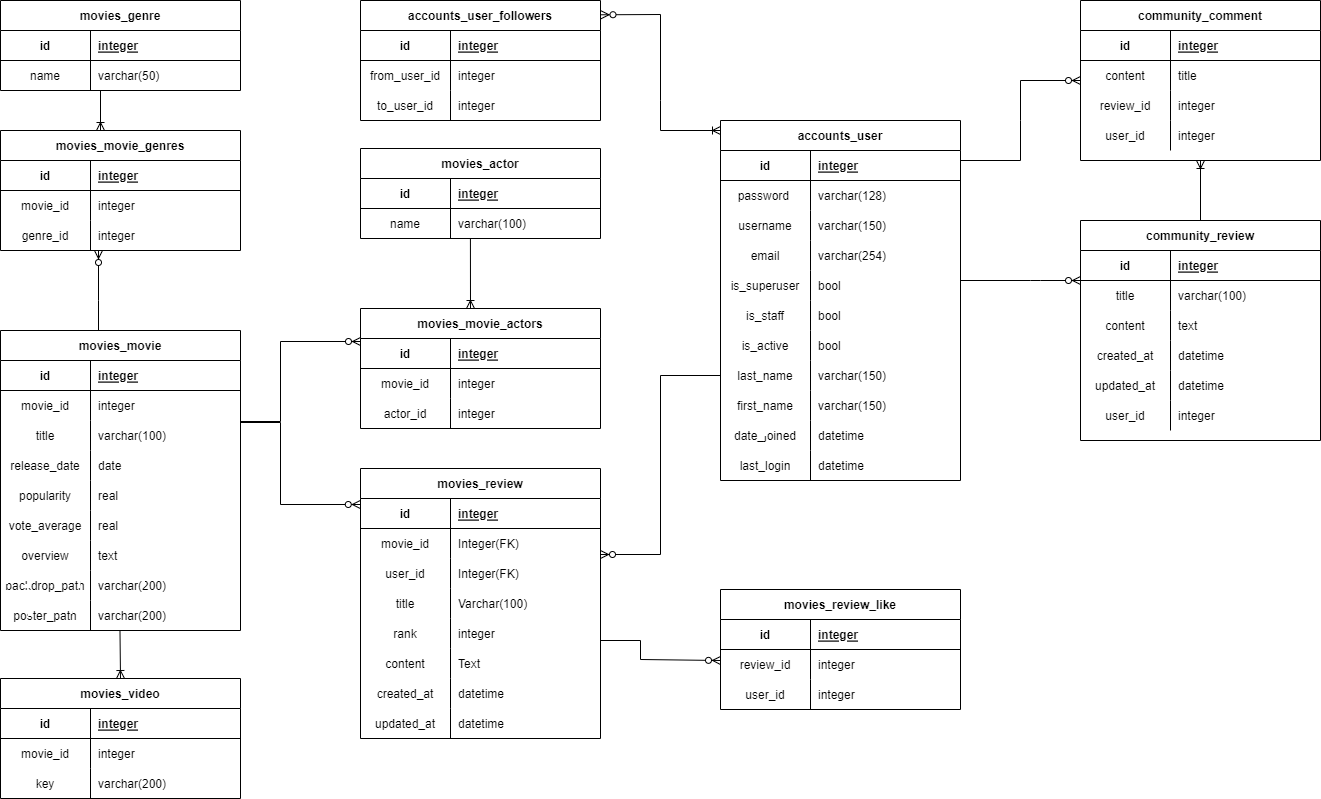 movies_genre
id integer
name varchar(50)
movies_movie_genres
id integer
movie_id integer
genre_id integer
movies_movie
id integer
movie_id integer
title varchar(100)
release_date date
popularity real
vote_average real
overview text
backdrop_path varchar(200)
poster_path varchar(200)
movies_video
id integer
movie_id integer
key varchar(200)
accounts_user_followers
id integer
from_user_id integer
to_user_id integer
movies_actor
id integer
name varchar(100)
movies_movie_actors
id integer
movie_id integer
actor_id integer
movies_review
id integer
movie_id Integer(FK)
user_id Integer(FK)
title Varchar(100)
rank integer
content Text
created_at datetime
updated_at datetime
accounts_user
id integer
password varchar(128)
username varchar(150)
email varchar(254)
is_superuser bool
is_staff bool
is_active bool
last_name varchar(150)
first_name varchar(150)
date_joined datetime
last_login datetime
movies_review_like
id integer
review_id integer
user_id integer
community_comment
id integer
content title
review_id integer
user_id integer
community_review
id integer
title varchar(100)
content text
created_at datetime
updated_at datetime
user_id integer